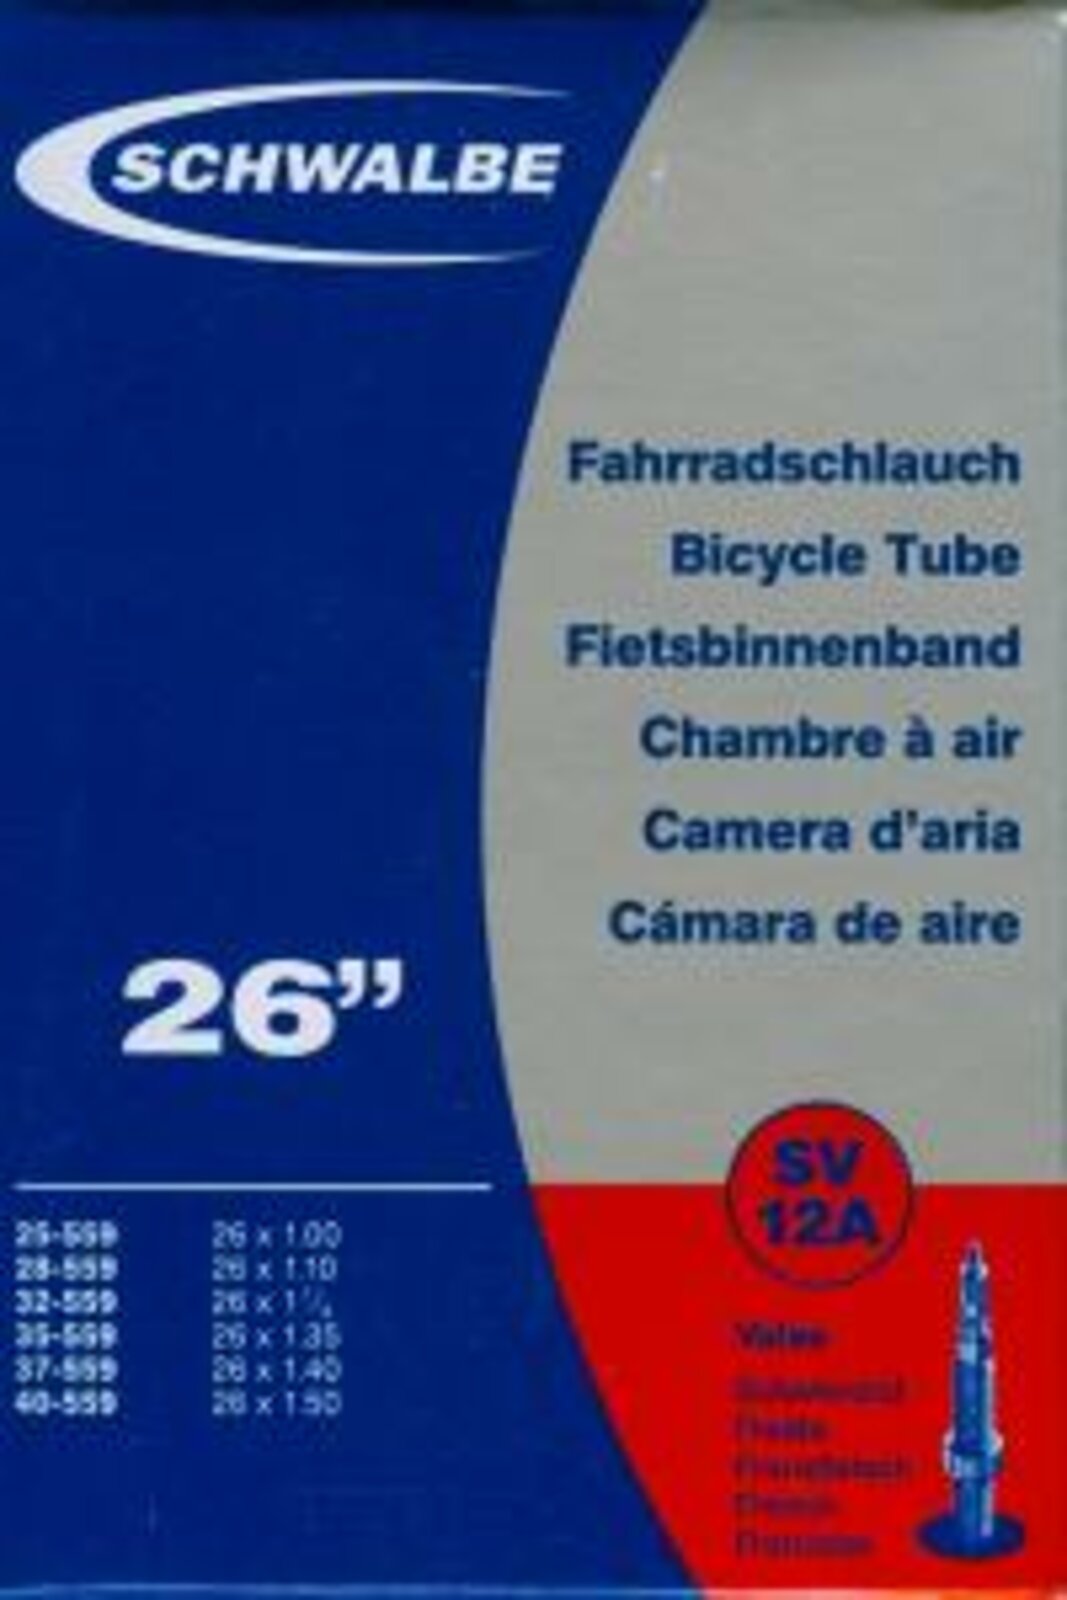 SCHWALBE
Fahrradschlauch
Bicycle Tube
Fietsbinnenband
Chambre à air
Camera d'aria
Cámara de aire
26”
SV
12A
25-559 26 x 1.00
28-559 26 x 1.10
32-559 26 x 1
35-559 26 x 1.35
37-559 26 x 1.40
40-559 26 x 1.50